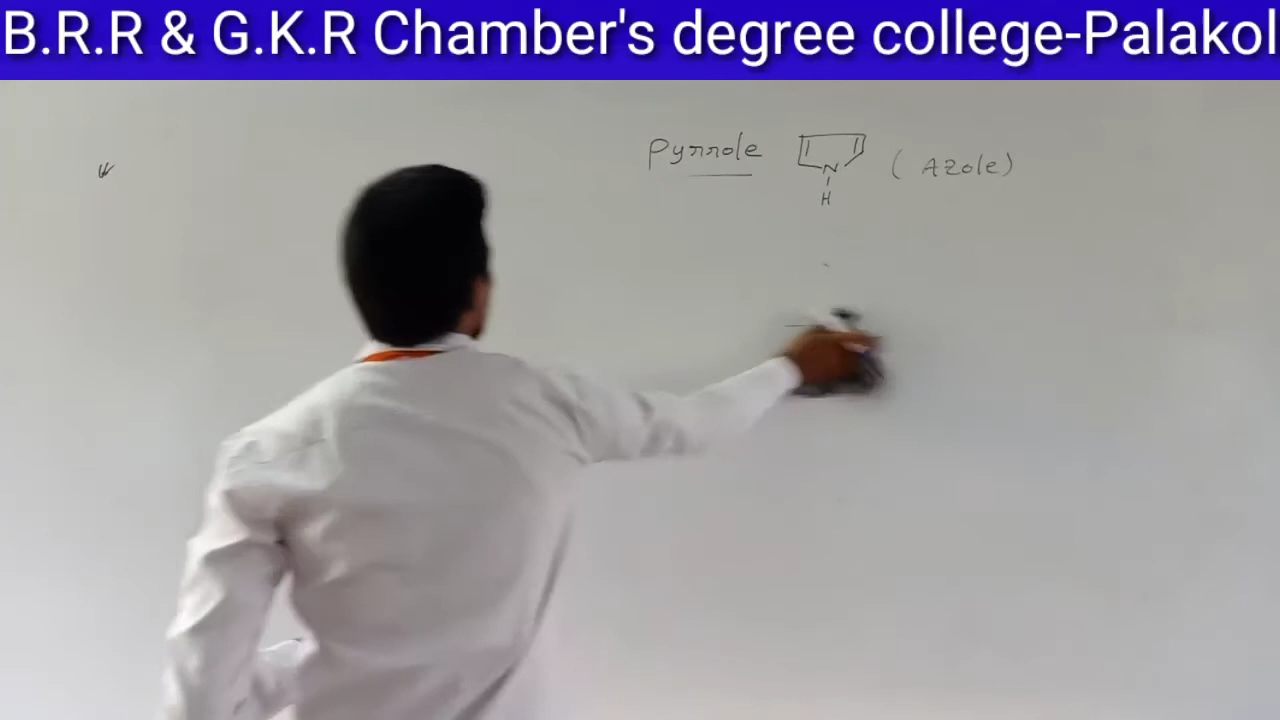 B.R.R & G.K.R Chamber's degree college-Palakol
Pyrrole N (Azole)
H